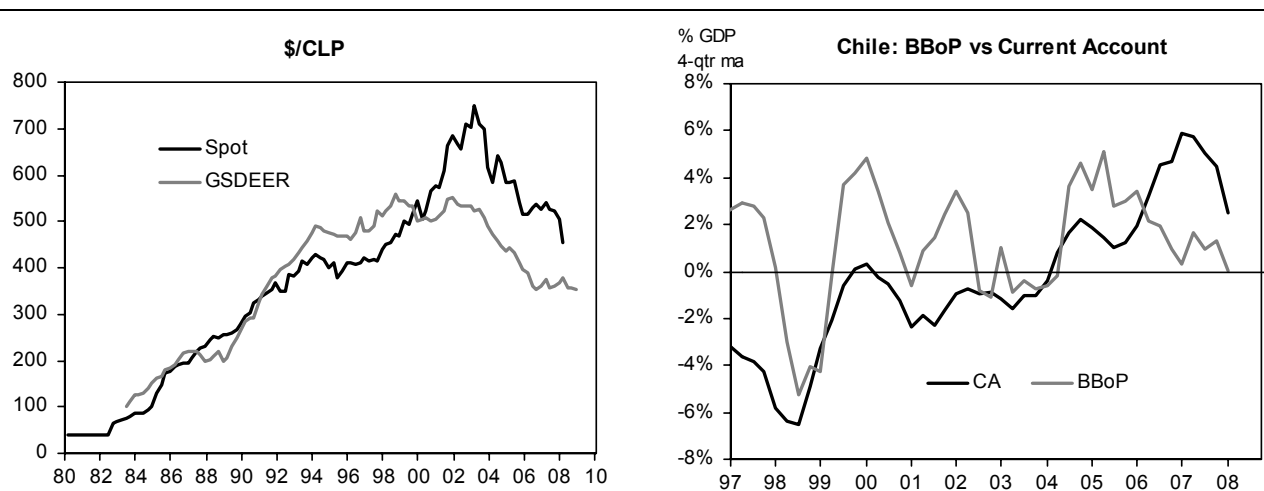 $/CLP
800
700
600
500
400
300
200
100
0
Spot
GSDEER
80 82 84 86 88 90 92 94 96 98 00 02 04 06 08 10
% GDP
4-qtr ma
Chile: BBoP vs Current Account
8%
6%
4%
2%
0%
-2%
-4%
-6%
-8%
CA BBoP
97 98 99 00 01 02 03 04 05 06 07 08